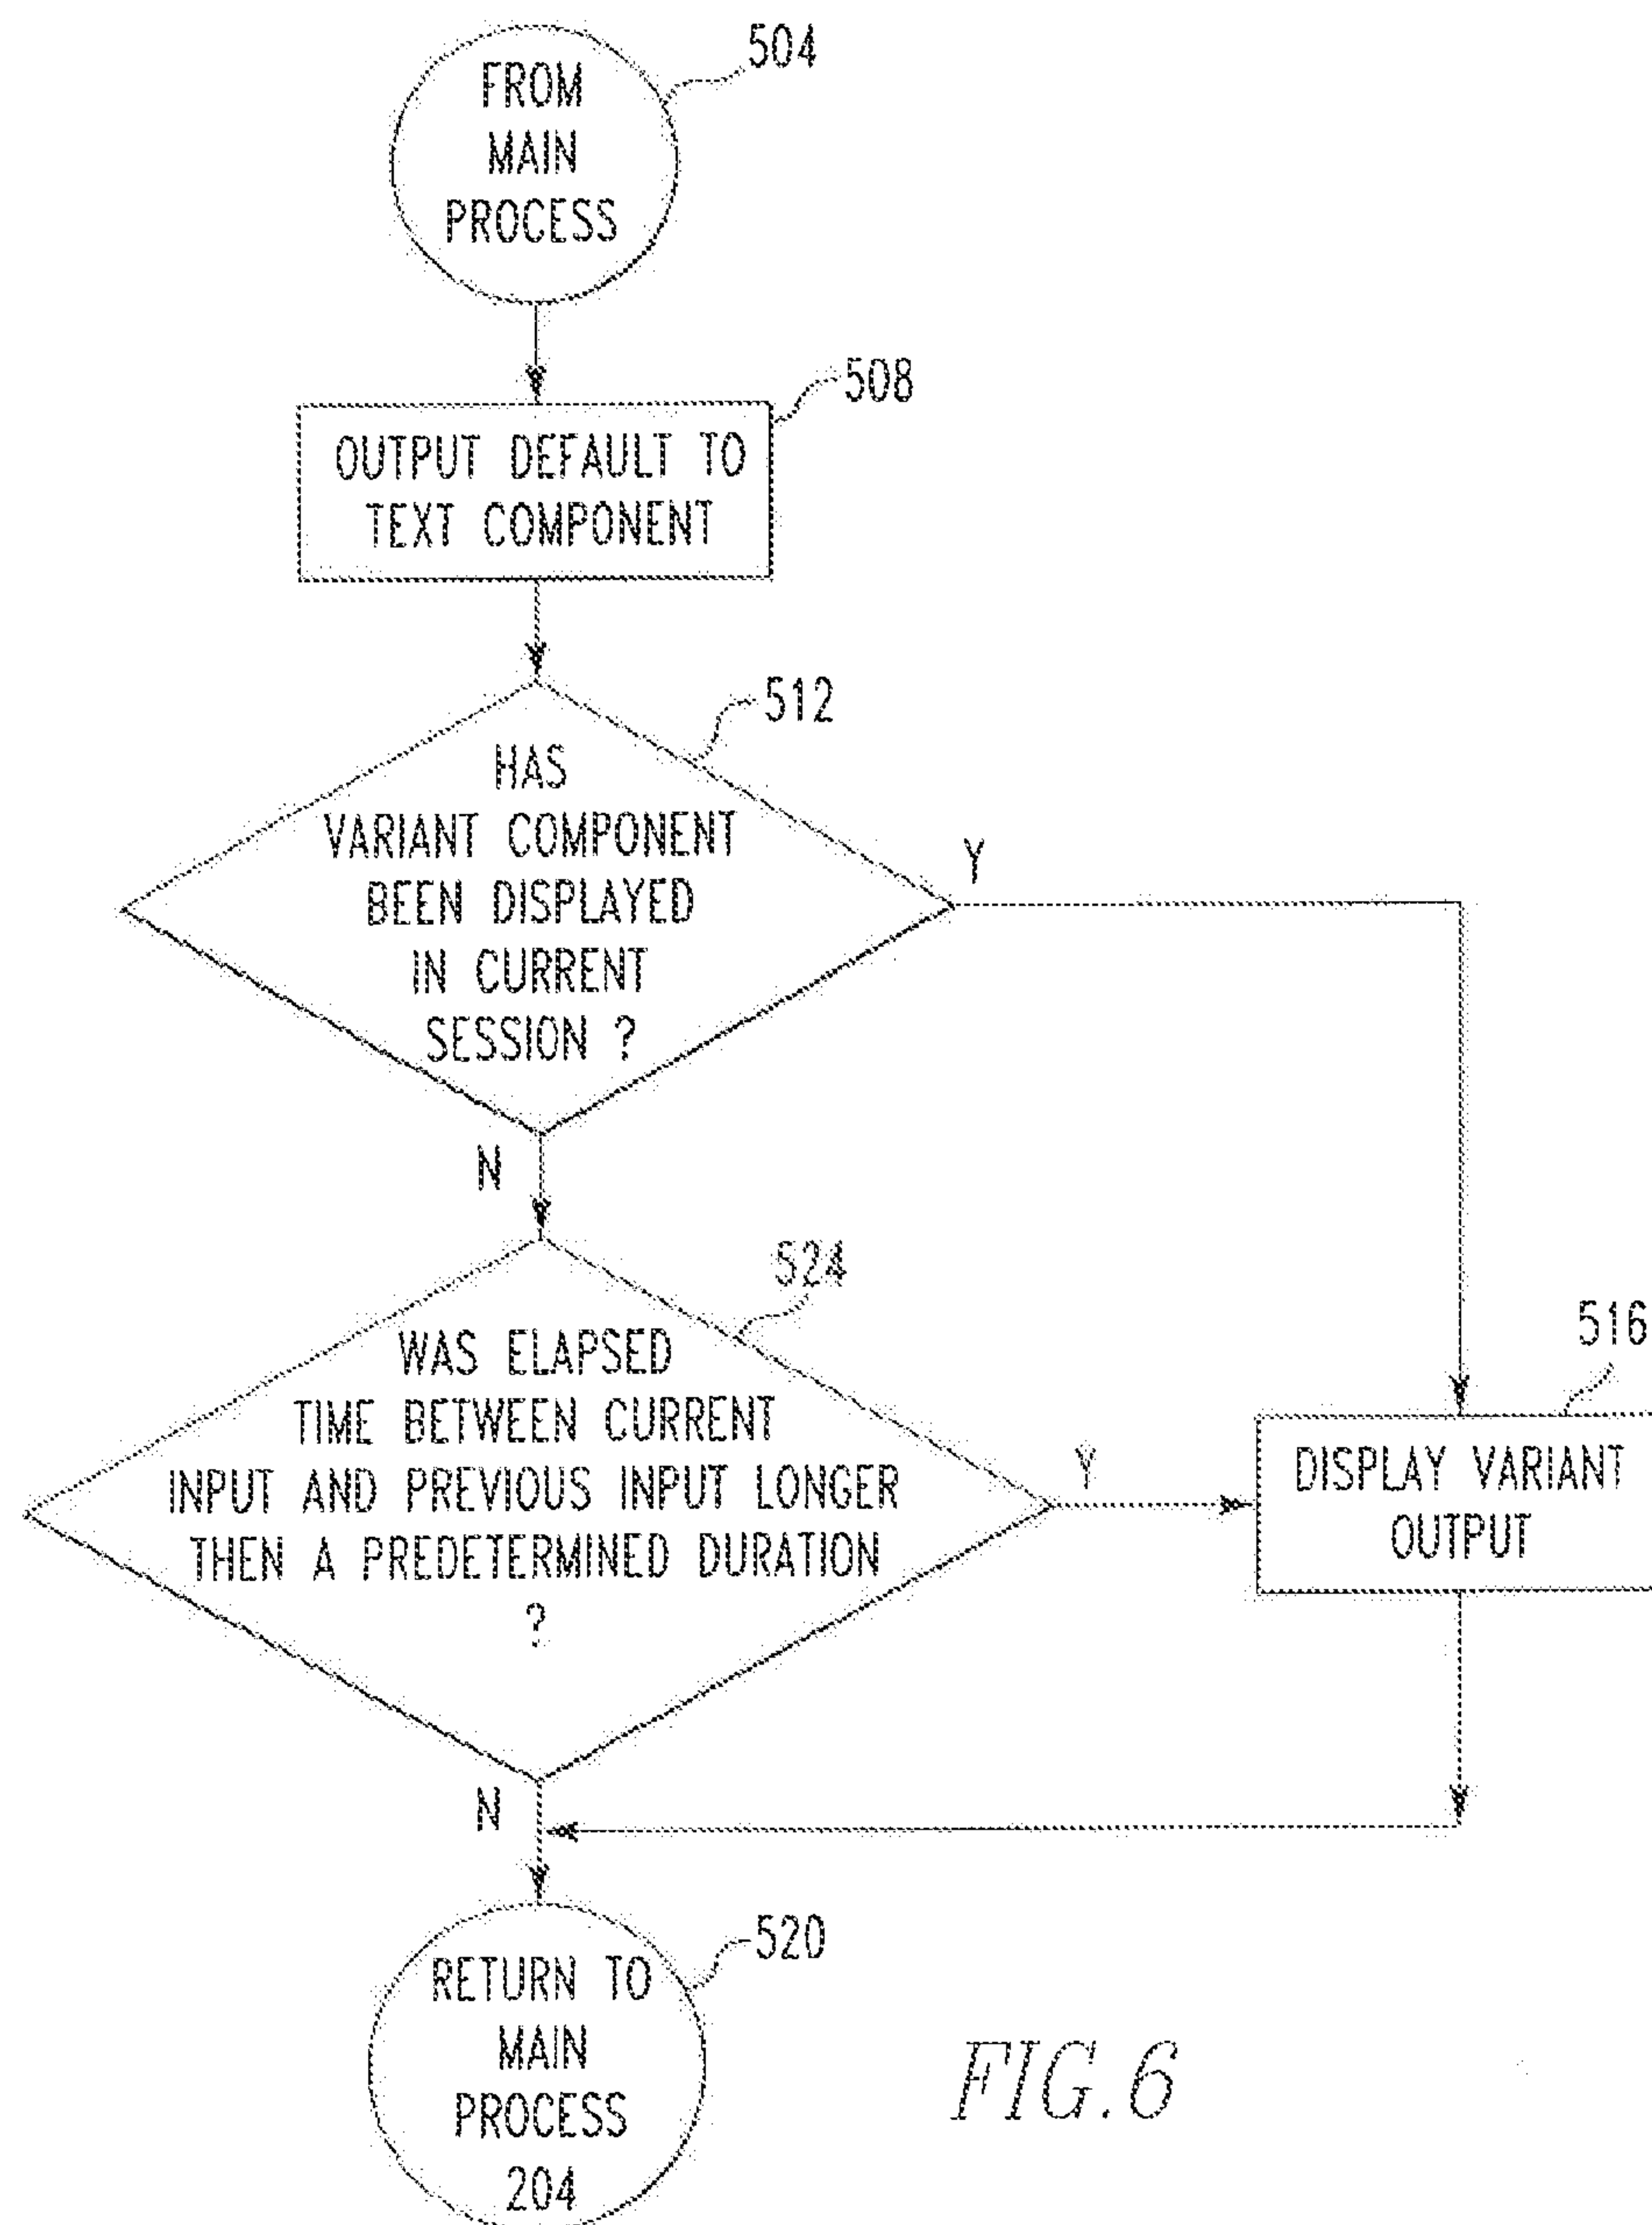 504
FROM
MAIN
PROCESS
508
OUTPUT DEFAULT TO
TEXT COMPONENT
512
HAS
VARIANT COMPONENT
BEEN DISPLAYED
IN CURRENT
SESSION ?
Y
N
524
WAS ELAPSED
TIME BETWEEN CURRENT
INPUT AND PREVIOUS INPUT LONGER
THEN A PREDETERMINED DURATION
?
Y
516
DISPLAY VARIANT
OUTPUT
N
520
RETURN TO
MAIN
PROCESS
204
FIG.6